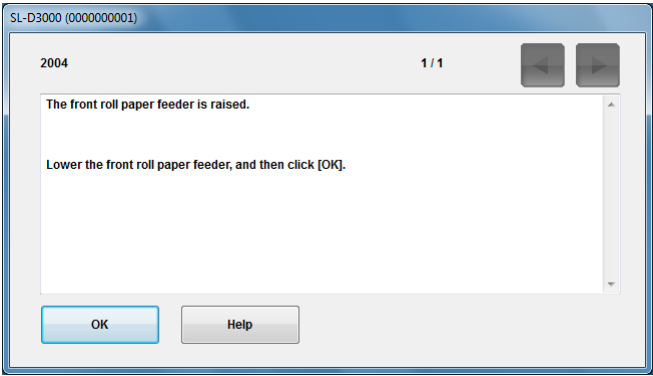 SL-D3000 (0000000001)
2004 1 / 1
The front roll paper feeder is raised.
Lower the front roll paper feeder, and then click [OK].
OK Help